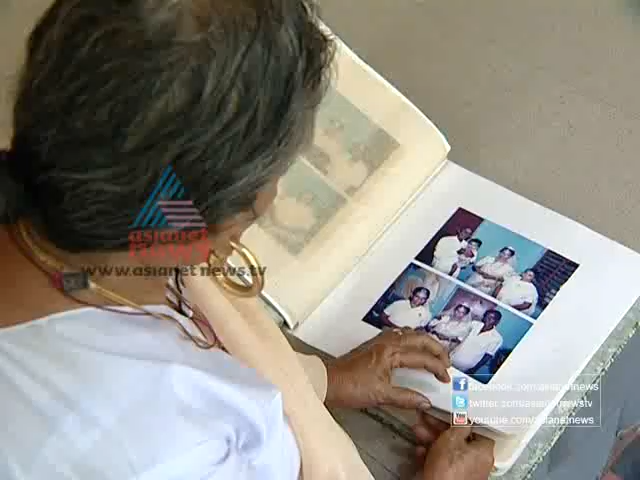 asianet
news
www.asianetnews.tv
facebook.com/asianetnews
twitter.com/asianetnewstv
youtube.com/asianetnews